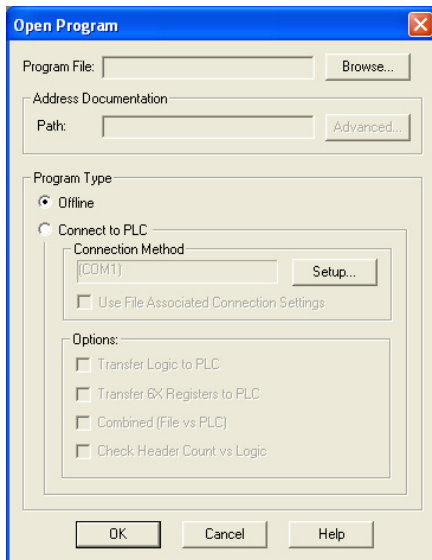 Open Program
Program File: Browse...
Address Documentation
Path: Advanced...
Program Type
Offline
Connect to PLC
Connection Method
(COM1) Setup...
Use File Associated Connection Settings
Options:
Transfer Logic to PLC
Transfer 6X Registers to PLC
Combined (File vs PLC)
Check Header Count vs Logic
OK Cancel Help